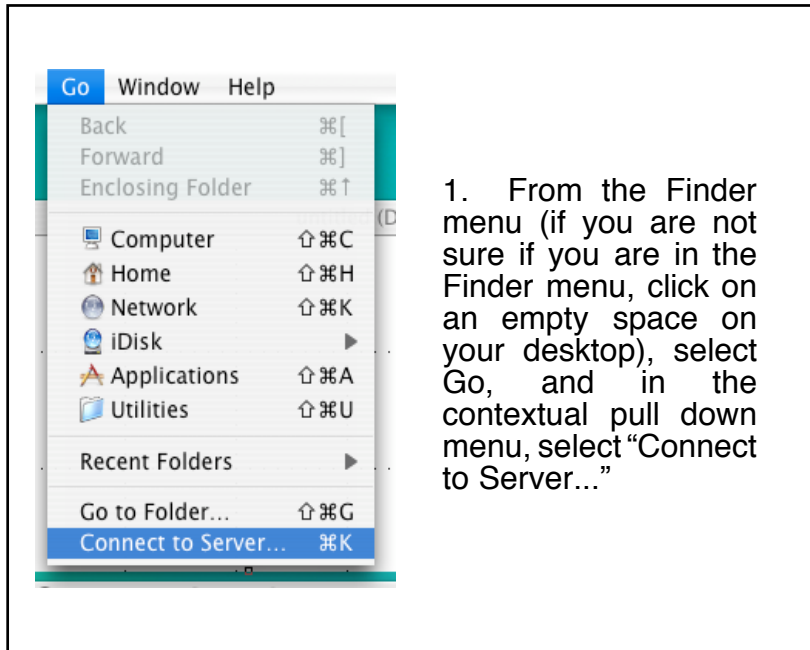 Go Window Help
Back ⌘[
Forward ⌘]
Enclosing Folder ⌘↑
(D
Computer ⇧⌘C
Home ⇧⌘H
Network ⇧⌘K
iDisk ▶
Applications ⇧⌘A
Utilities ⇧⌘U
Recent Folders ▶
Go to Folder... ⇧⌘G
Connect to Server... ⌘K
1. From the Finder
menu (if you are not
sure if you are in the
Finder menu, click on
an empty space on
your desktop), select
Go, and in the
contextual pull down
menu, select “Connect
to Server...”